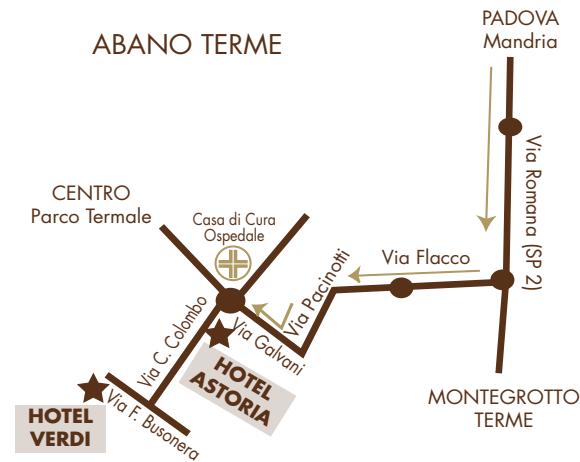 ABANO TERME
PADOVA
Mandria
Via Romana (SP 2)
CENTRO
Parco Termale
Casa di Cura
Ospedale
Via Flacco
Via Pacinotti
Via Galvani
Via C. Colombo
HOTEL
ASTORIA
MONTEGROTTO
TERME
HOTEL
VERDI
Via F. Busonera